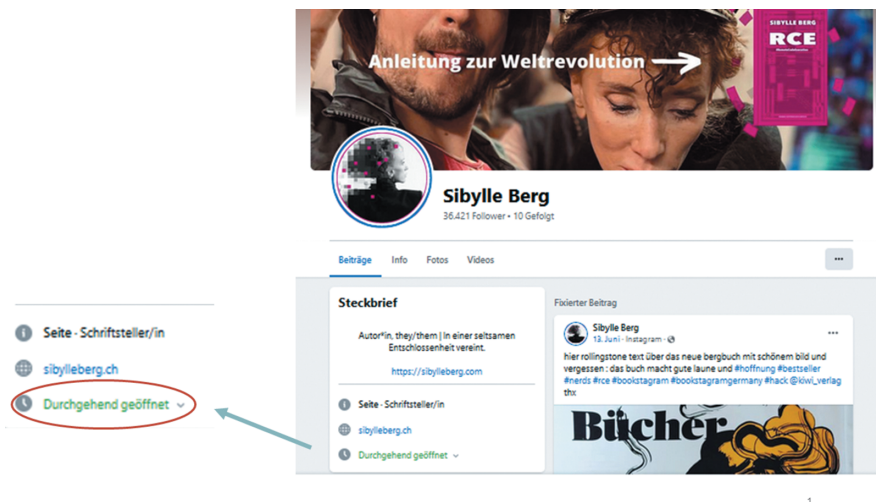 SIBYLLE BERG
RCE
Anleitung zur Weltrevolution
Sibylle Berg
36.421 Follower • 10 Gefolgt
Beiträge Info Fotos Videos
Steckbrief
Autor*in, they/them | In einer seltsamen
Entschlossenheit vereint.
https://sibylleberg.com
Seite · Schriftsteller/in
sibylleberg.ch
Durchgehend geöffnet
Fixierter Beitrag
Sibylle Berg
13. Juni · Instagram ·
hier rollingstone text über das neue bergbuch mit schönem bild und
vergessen : das buch macht gute laune und #hoffnung #bestseller
#nerds #rce #bookstagram #bookstagramgermany #hack @kiwi_verlag
thx
Bücher
Seite · Schriftsteller/in
sibylleberg.ch
Durchgehend geöffnet
1